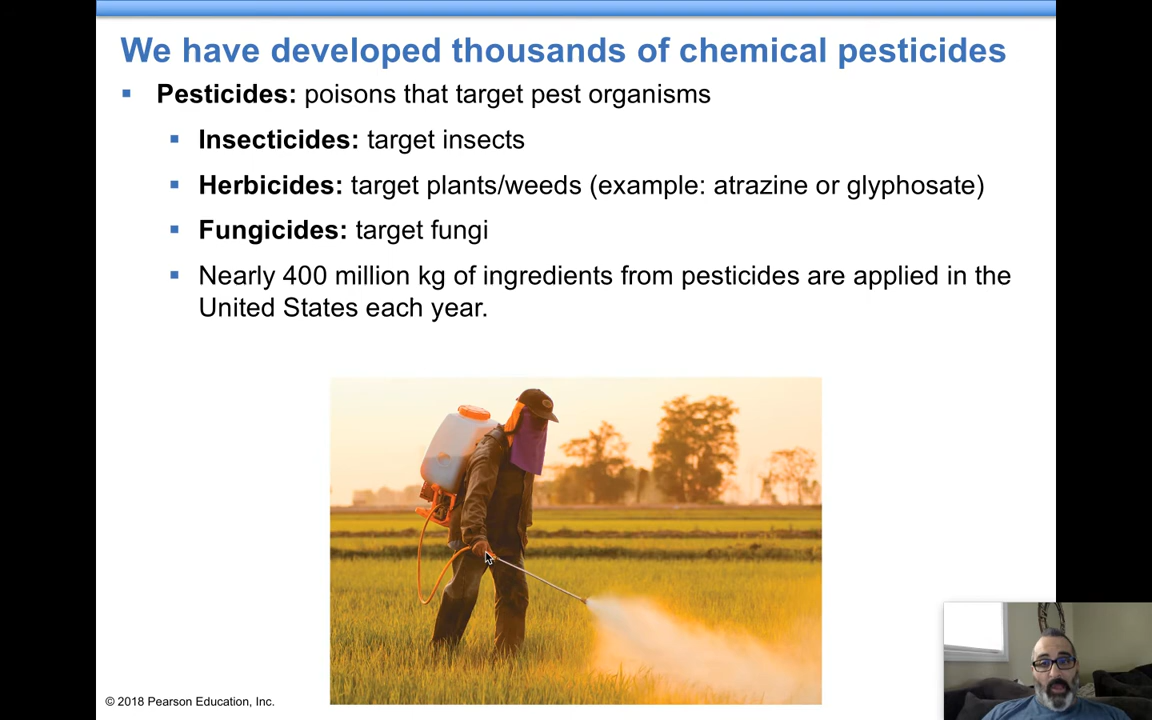 We have developed thousands of chemical pesticides
Pesticides: poisons that target pest organisms
Insecticides: target insects
Herbicides: target plants/weeds (example: atrazine or glyphosate)
Fungicides: target fungi
Nearly 400 million kg of ingredients from pesticides are applied in the
United States each year.
© 2018 Pearson Education, Inc.